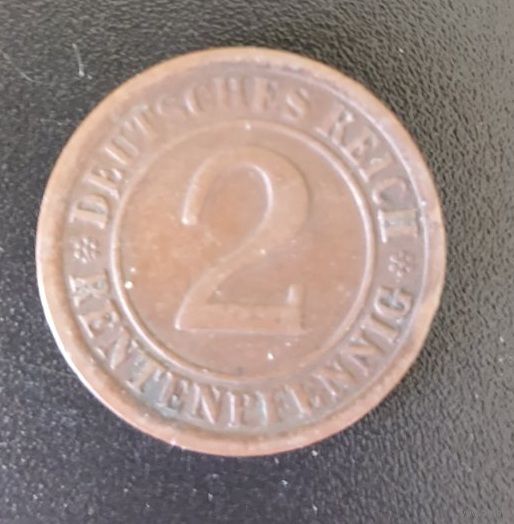 DEUTSCHES REICH
2
RENTENPFENNIG